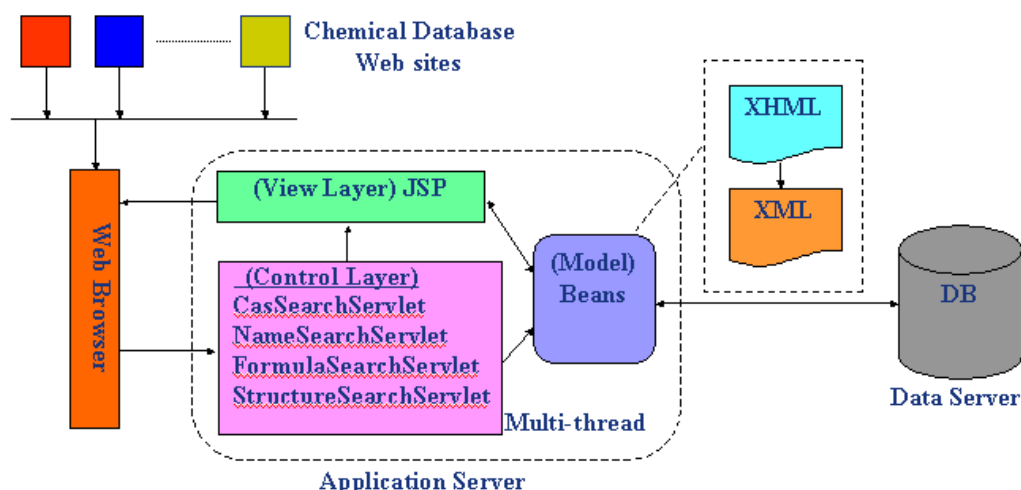 Chemical Database
Web sites
XHML
XML
(View Layer) JSP
Web Browser
(Control Layer)
CasSearchServlet
NameSearchServlet
FormulaSearchServlet
StructureSearchServlet
(Model)
Beans
DB
Data Server
Multi-thread
Application Server